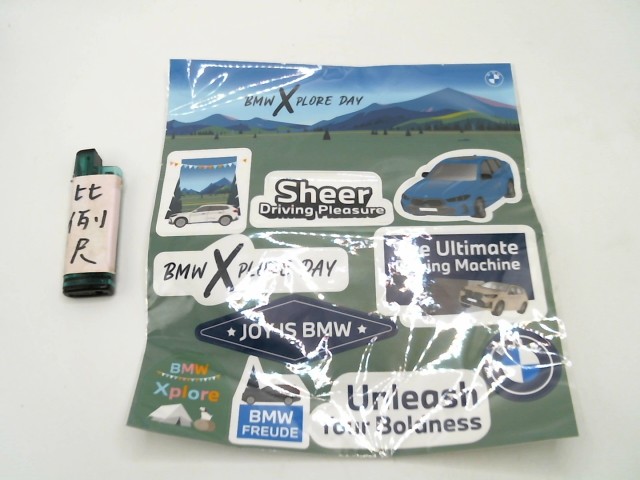 BMW XPLORE DAY
比
例
尺
Sheer
Driving Pleasure
BMW XPLORE DAY
Ultimate
Machine
JOY IS BMW
BMW
Xplore
BMW
FREUDE
Unleash
Your Boldness